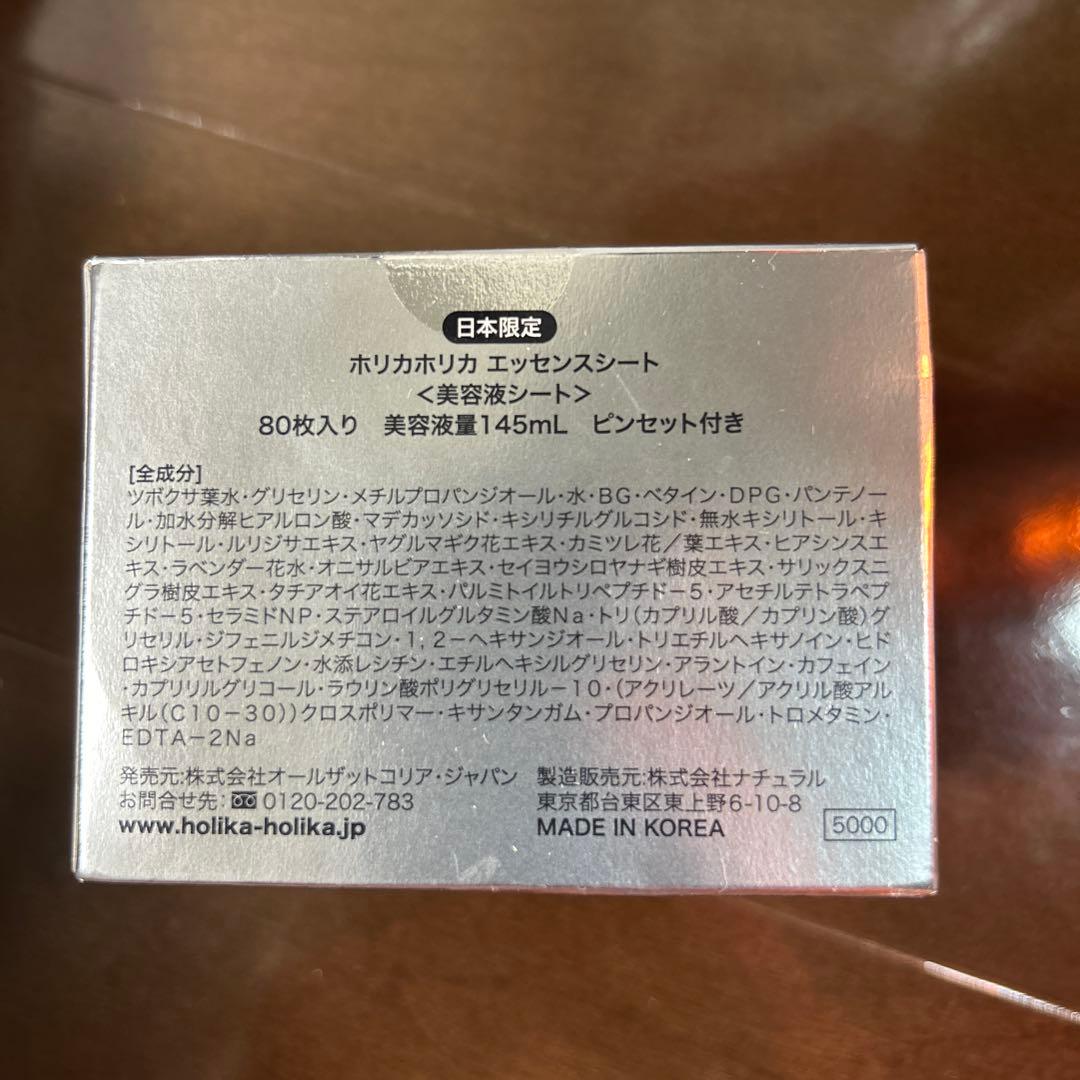 日本限定
ホリカホリカ エッセンスシート
<美容液シート>
80枚入り 美容液量145mL ピンセット付き
[全成分]
ツボクサ葉水・グリセリン・メチルプロパンジオール・水・BG・ベタイン・DPG・パンテノー
ル・加水分解ヒアルロン酸・マデカッソシド・キシリチルグルコシド・無水キシリトール・キ
シリトール・ルリジサエキス・ヤグルマギク花エキス・カミツレ花／葉エキス・ヒアシンスエ
キス・ラベンダー花水・オニサルビアエキス・セイヨウシロヤナギ樹皮エキス・サリックスニ
グラ樹皮エキス・タチアオイ花エキス・パルミトイルトリペプチド－5・アセチルテトラペプ
チド－5・セラミドNP・ステアロイルグルタミン酸Na・トリ(カプリル酸／カプリン酸)グ
リセリル・ジフェニルジメチコン・1, 2－ヘキサンジオール・トリエチルヘキサノイン・ヒド
ロキシアセトフェノン・水添レシチン・エチルヘキシルグリセリン・アラントイン・カフェイン
・カプリリルグリコール・ラウリン酸ポリグリセリル－10・(アクリレーツ／アクリル酸アル
キル(C10－30))クロスポリマー・キサンタンガム・プロパンジオール・トロメタミン・
EDTA－2Na
発売元:株式会社オールザットコリア・ジャパン 製造販売元:株式会社ナチュラル
お問合せ先: 0120-202-783 東京都台東区東上野6-10-8
www.holika-holika.jp MADE IN KOREA 5000